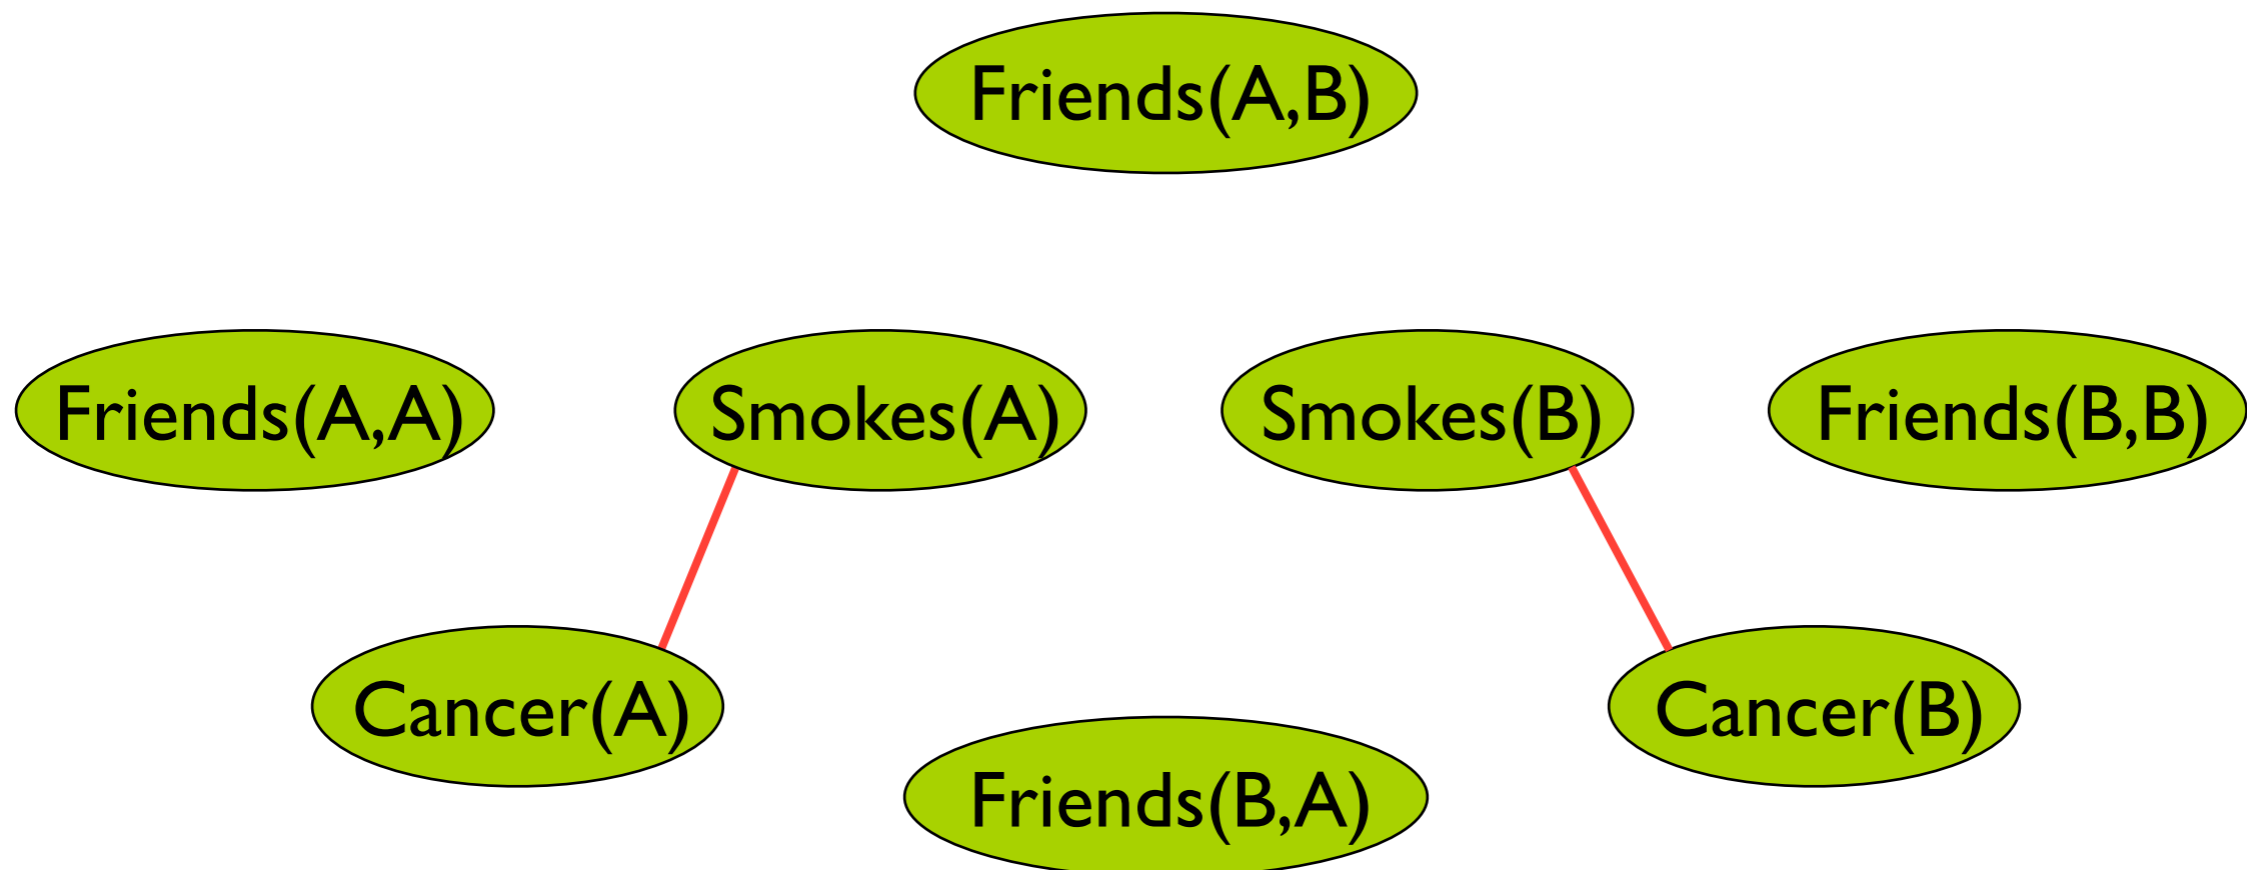 Friends(A,B)
Friends(A,A)
Smokes(A)
Smokes(B)
Friends(B,B)
Cancer(A)
Cancer(B)
Friends(B,A)